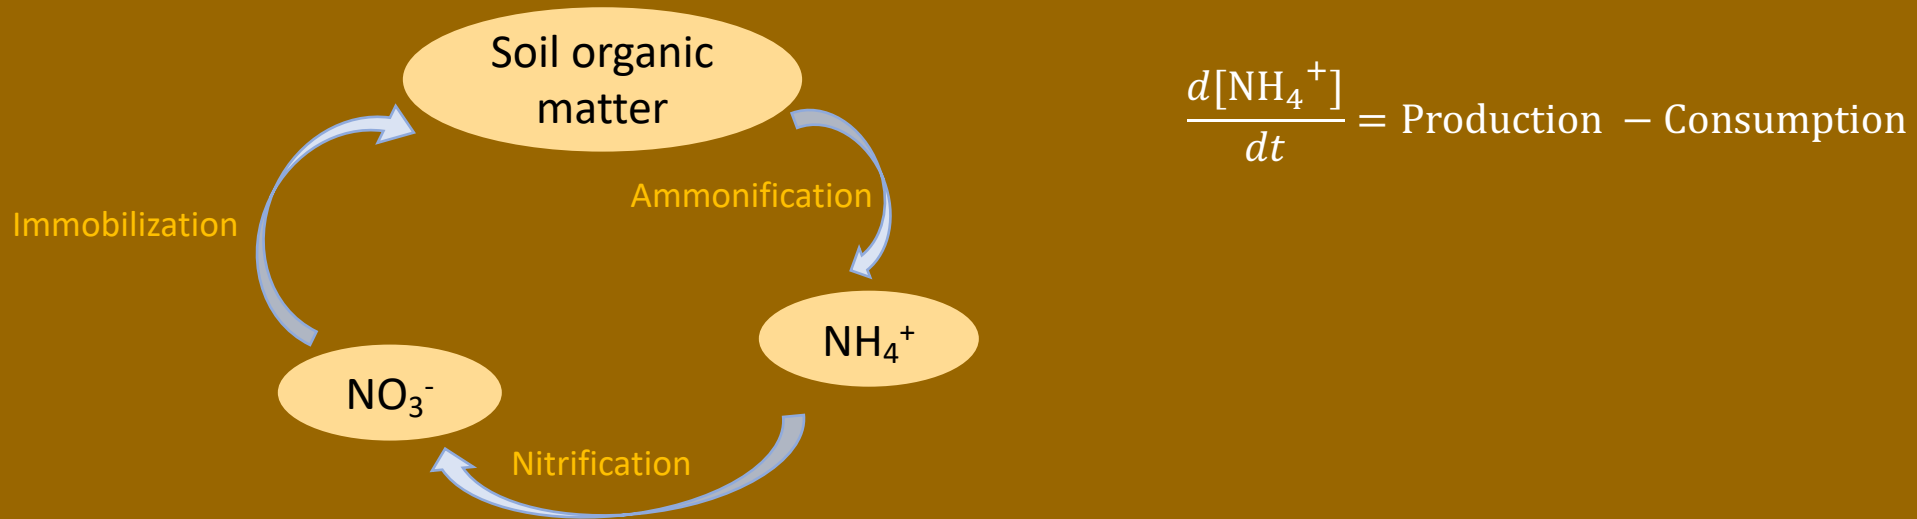 Soil organic
matter
d[NH₄⁺]
dt
= Production − Consumption
Ammonification
Immobilization
NH₄⁺
NO₃⁻
Nitrification